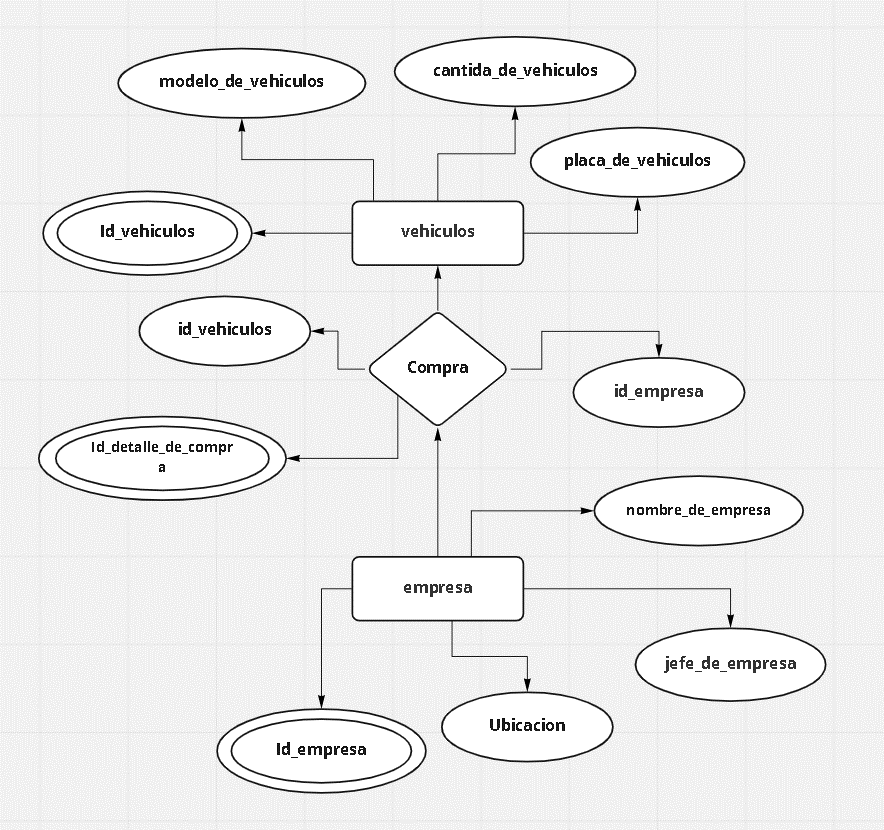 modelo_de_vehiculos
cantida_de_vehiculos
placa_de_vehiculos
Id_vehiculos
vehiculos
id_vehiculos
Compra
id_empresa
Id_detalle_de_compr
a
nombre_de_empresa
empresa
jefe_de_empresa
Ubicacion
Id_empresa